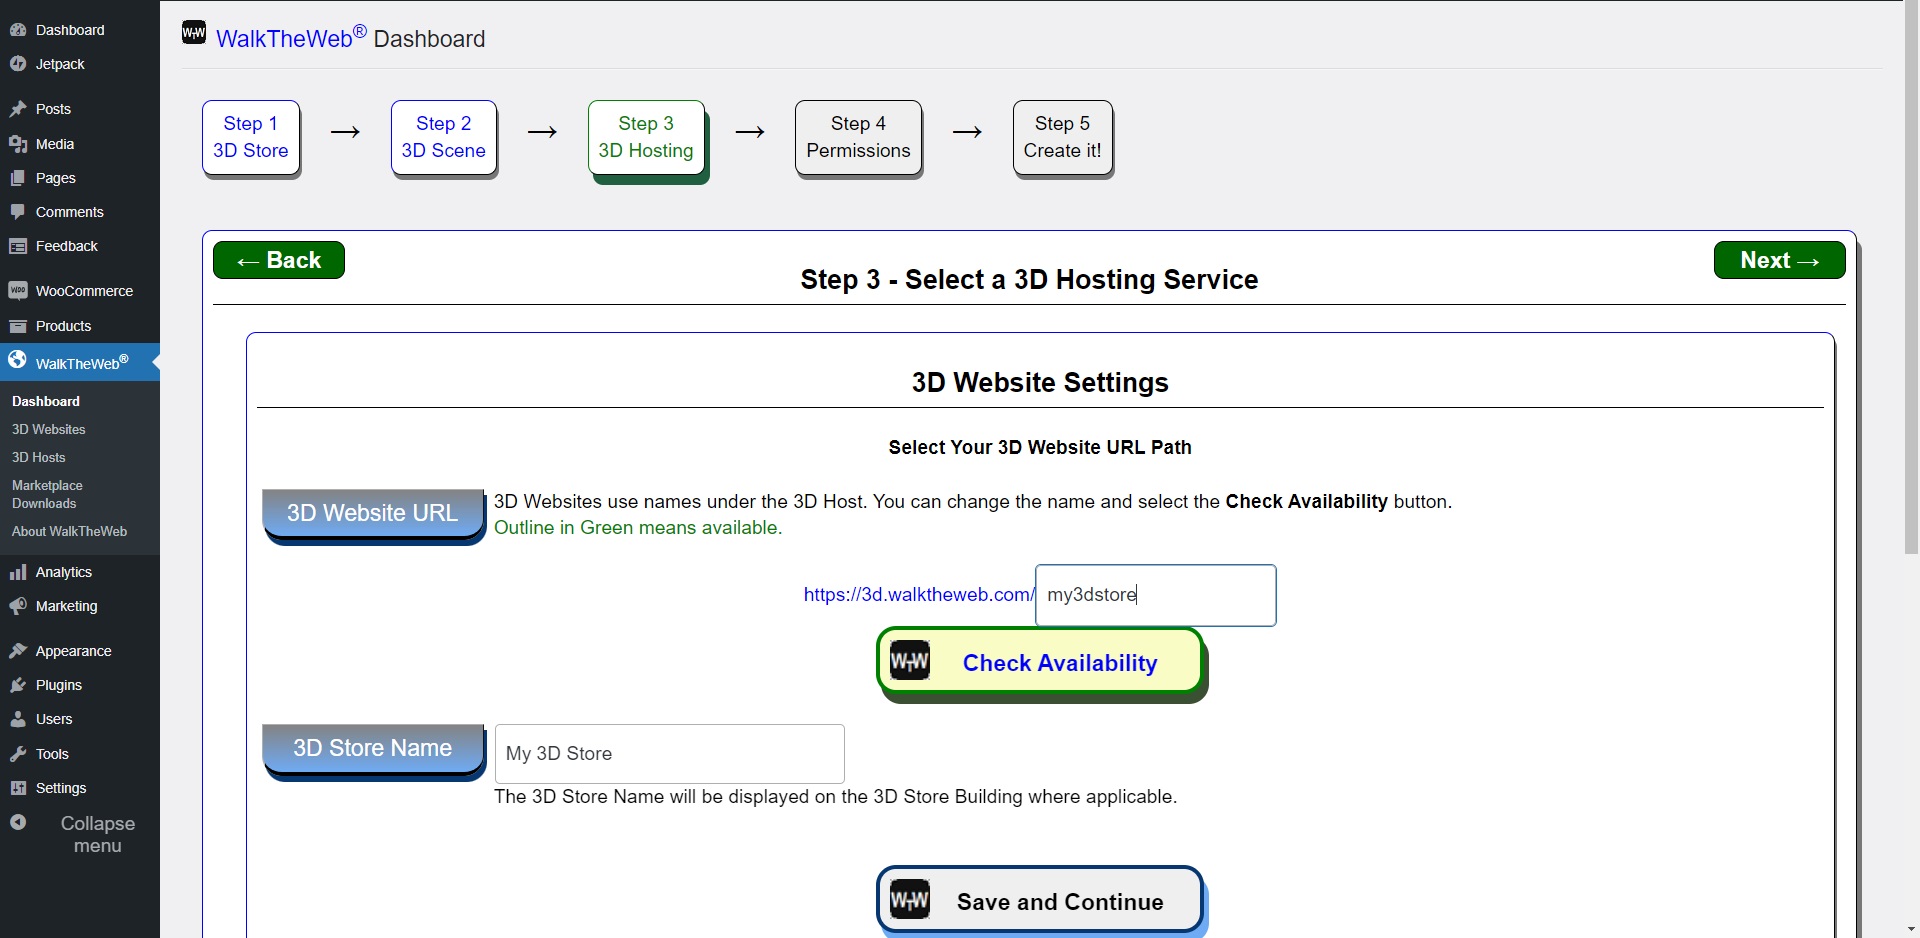 Dashboard
Jetpack
Posts
Media
Pages
Comments
Feedback
WooCommerce
Products
WalkTheWeb®
Dashboard
3D Websites
3D Hosts
Marketplace
Downloads
About WalkTheWeb
Analytics
Marketing
Appearance
Plugins
Users
Tools
Settings
Collapse
menu
WTW WalkTheWeb® Dashboard
Step 1
3D Store
→
Step 2
3D Scene
→
Step 3
3D Hosting
→
Step 4
Permissions
→
Step 5
Create it!
← Back
Next →
Step 3 - Select a 3D Hosting Service
3D Website Settings
Select Your 3D Website URL Path
3D Website URL
3D Websites use names under the 3D Host. You can change the name and select the Check Availability button.
Outline in Green means available.
https://3d.walktheweb.com/ my3dstore
WTW Check Availability
3D Store Name
My 3D Store
The 3D Store Name will be displayed on the 3D Store Building where applicable.
WTW Save and Continue